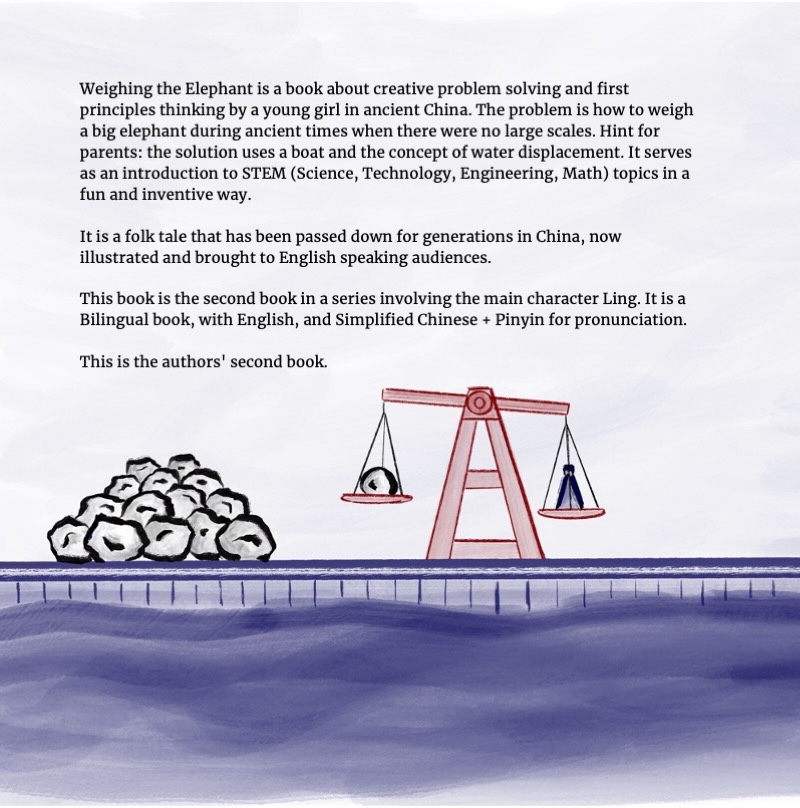 Weighing the Elephant is a book about creative problem solving and first
principles thinking by a young girl in ancient China. The problem is how to weigh
a big elephant during ancient times when there were no large scales. Hint for
parents: the solution uses a boat and the concept of water displacement. It serves
as an introduction to STEM (Science, Technology, Engineering, Math) topics in a
fun and inventive way.
It is a folk tale that has been passed down for generations in China, now
illustrated and brought to English speaking audiences.
This book is the second book in a series involving the main character Ling. It is a
Bilingual book, with English, and Simplified Chinese + Pinyin for pronunciation.
This is the authors' second book.